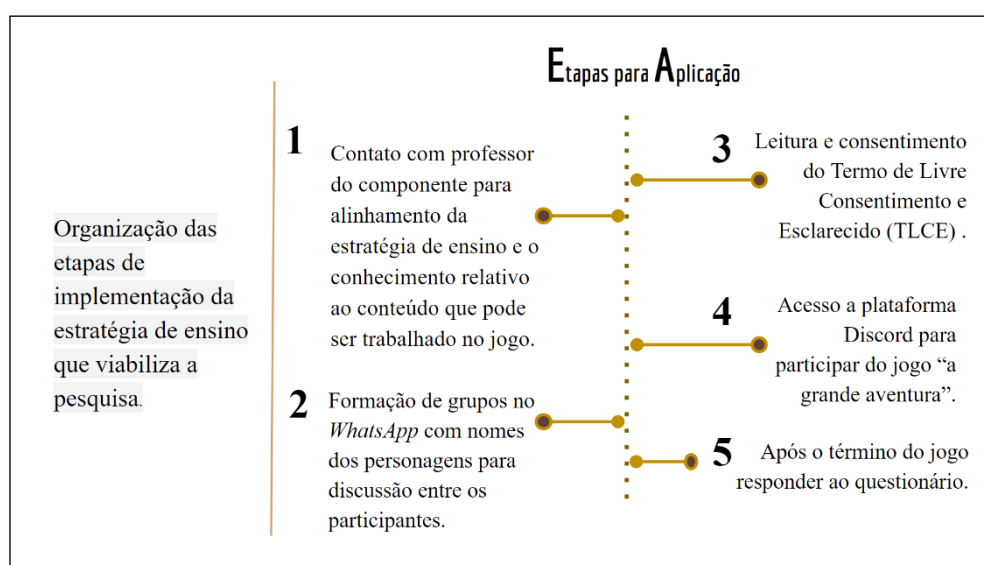 Etapas para Aplicação
Organização das
etapas de
implementação da
estratégia de ensino
que viabiliza a
pesquisa.
1
Contato com professor
do componente para
alinhamento da
estratégia de ensino e o
conhecimento relativo
ao conteúdo que pode
ser trabalhado no jogo.
2
Formação de grupos no
WhatsApp com nomes
dos personagens para
discussão entre os
participantes.
3
Leitura e consentimento
do Termo de Livre
Consentimento e
Esclarecido (TLCE) .
4
Acesso a plataforma
Discord para
participar do jogo “a
grande aventura”.
5
Após o término do jogo
responder ao questionário.